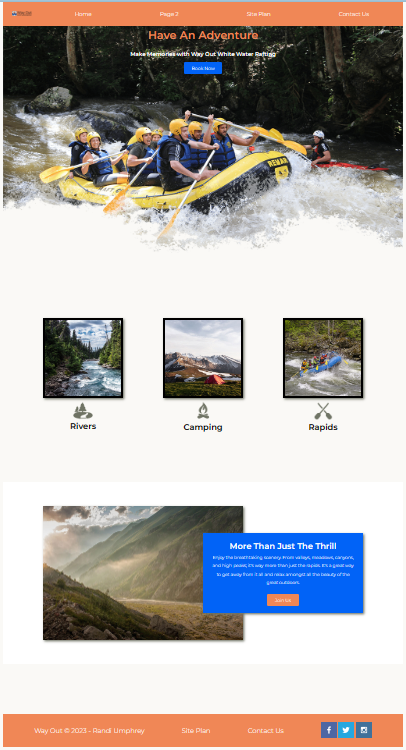 Home
Page 2
Site Plan
Contact Us
Have An Adventure
Make Memories with Way Out White Water Rafting
Book Now
REMAR
Rivers
Camping
Rapids
More Than Just The Thrill
Enjoy the breathtaking scenery. From valleys, meadows, canyons,
and high peaks; it's way more than just the rapids. It's a great way
to get away from it all and relax amongst all the beauty of the
great outdoors.
Join Us
Way Out © 2023 - Randi Umphrey
Site Plan
Contact Us